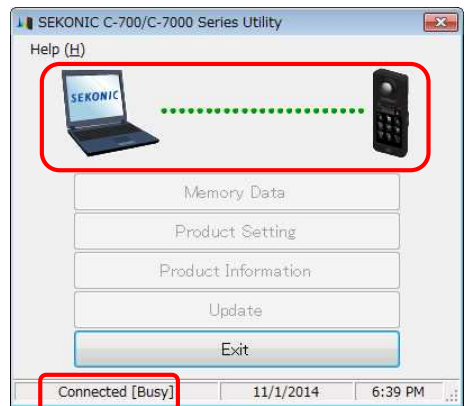 SEKONIC C-700/C-7000 Series Utility
Help (H)
SEKONIC
Memory Data
Product Setting
Product Information
Update
Exit
Connected [Busy] 11/1/2014 6:39 PM